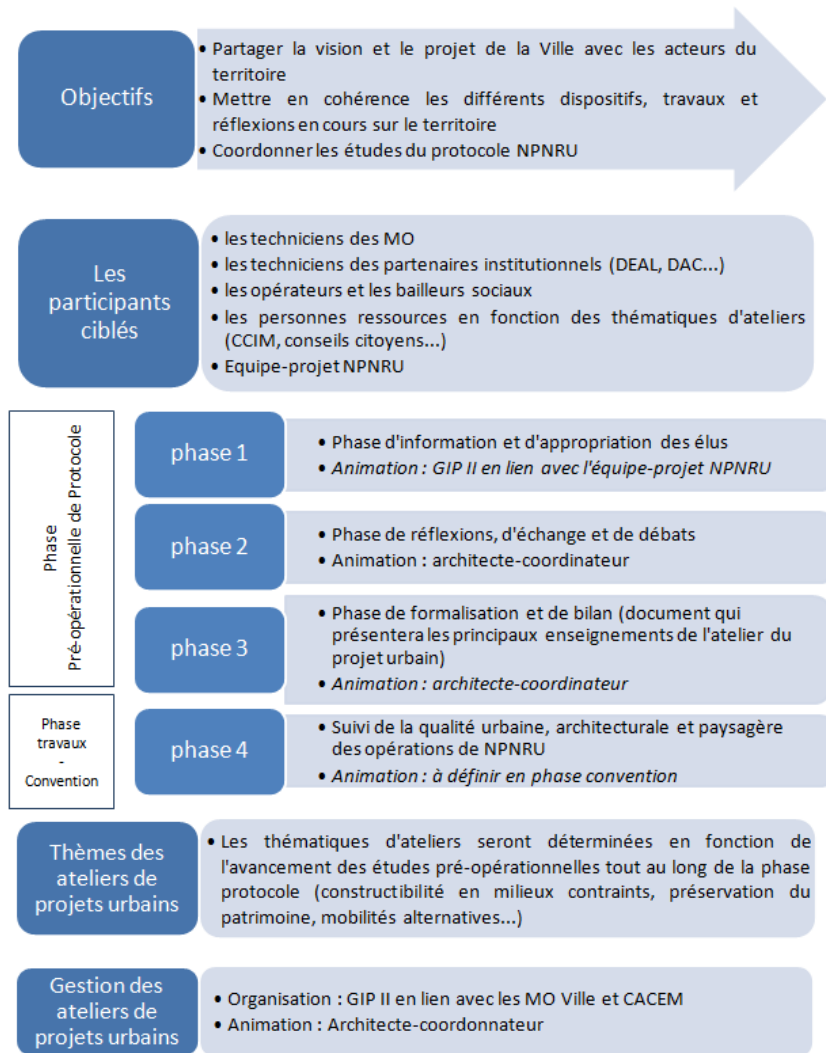 Objectifs
• Partager la vision et le projet de la Ville avec les acteurs du
territoire
• Mettre en cohérence les différents dispositifs, travaux et
réflexions en cours sur le territoire
• Coordonner les études du protocole NPNRU
Les
participants
ciblés
• les techniciens des MO
• les techniciens des partenaires institutionnels (DEAL, DAC...)
• les opérateurs et les bailleurs sociaux
• les personnes ressources en fonction des thématiques d'ateliers
(CCIM, conseils citoyens...)
• Equipe-projet NPNRU
Phase
Pré-opérationnelle de Protocole
phase 1
• Phase d'information et d'appropriation des élus
• Animation : GIP II en lien avec l'équipe-projet NPNRU
phase 2
• Phase de réflexions, d'échange et de débats
• Animation : architecte-coordinateur
phase 3
• Phase de formalisation et de bilan (document qui
présentera les principaux enseignements de l'atelier du
projet urbain)
• Animation : architecte-coordinateur
Phase
travaux
-
Convention
phase 4
• Suivi de la qualité urbaine, architecturale et paysagère
des opérations de NPNRU
• Animation : à définir en phase convention
Thèmes des
ateliers de
projets urbains
• Les thématiques d'ateliers seront déterminées en fonction de
l'avancement des études pré-opérationnelles tout au long de la phase
protocole (constructibilité en milieux contraints, préservation du
patrimoine, mobilités alternatives...)
Gestion des
ateliers de
projets urbains
• Organisation : GIP II en lien avec les MO Ville et CACEM
• Animation : Architecte-coordonnateur